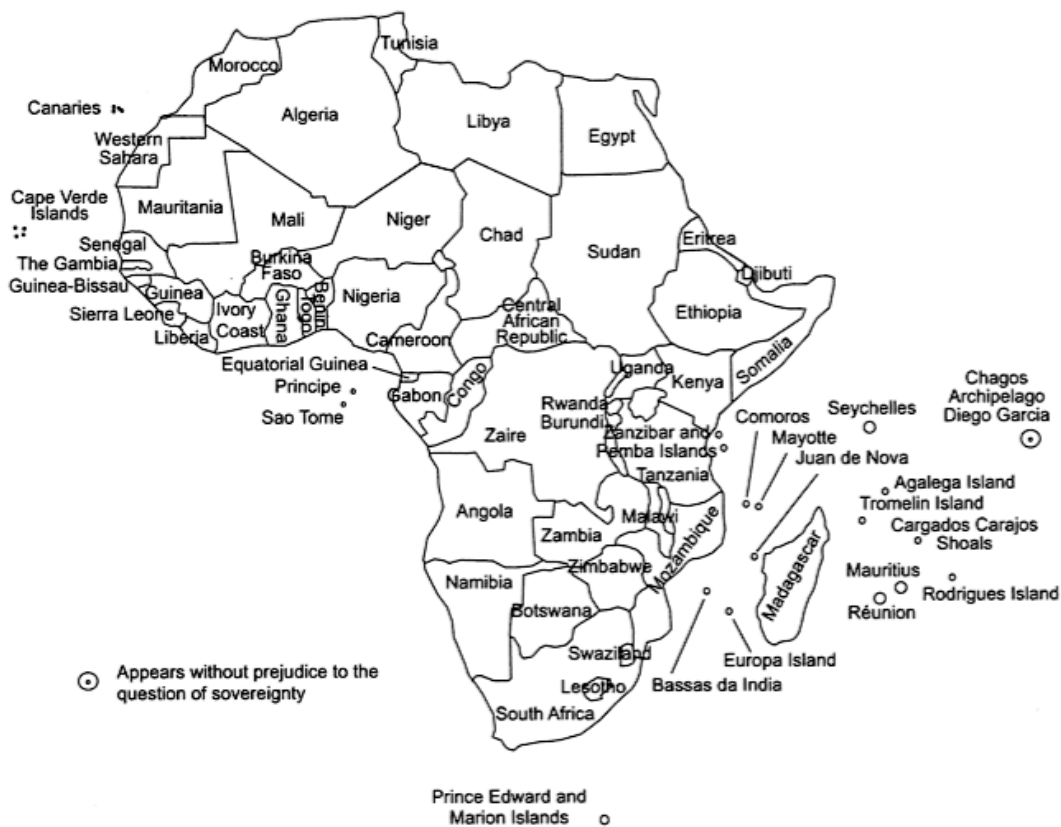 Tunisia
Morocco
Canaries
Algeria
Libya
Egypt
Western
Sahara
Cape Verde
Islands
Mauritania
Mali
Niger
Chad
Sudan
Eritrea
Senegal
The Gambia
Guinea-Bissau
Burkina
Faso
Djibuti
Guinea
Sierra Leone
Ivory
Coast
Liberia
Ghana
Togo
Benin
Nigeria
Cameroon
Central
African
Republic
Ethiopia
Somalia
Equatorial Guinea
Principe
Sao Tome
Gabon
Congo
Uganda
Kenya
Rwanda
Burundi
Zaire
Zanzibar and
Pemba Islands
Tanzania
Comoros
Mayotte
Juan de Nova
Seychelles
Chagos
Archipelago
Diego Garcia
Agalega Island
Tromelin Island
Cargados Carajos
Shoals
Angola
Zambia
Malawi
Mozambique
Zimbabwe
Madagascar
Mauritius
Réunion
Rodrigues Island
Namibia
Botswana
Swaziland
Lesotho
South Africa
Europa Island
Bassas da India
Appears without prejudice to the
question of sovereignty
Prince Edward and
Marion Islands